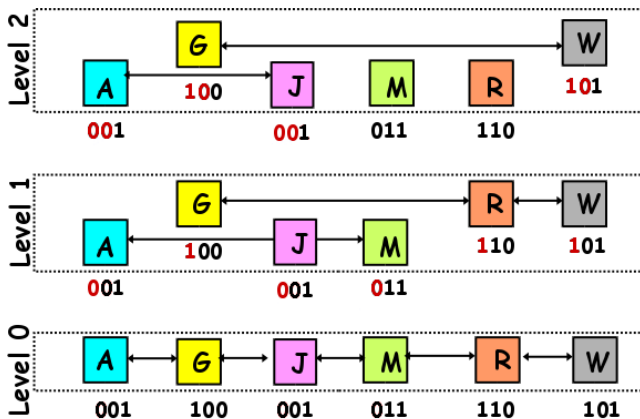 Level 2
G W
A J M R
100 101
001 001 011 110
Level 1
G R W
A J M
100 110 101
001 001 011
Level 0
A G J M R W
001 100 001 011 110 101